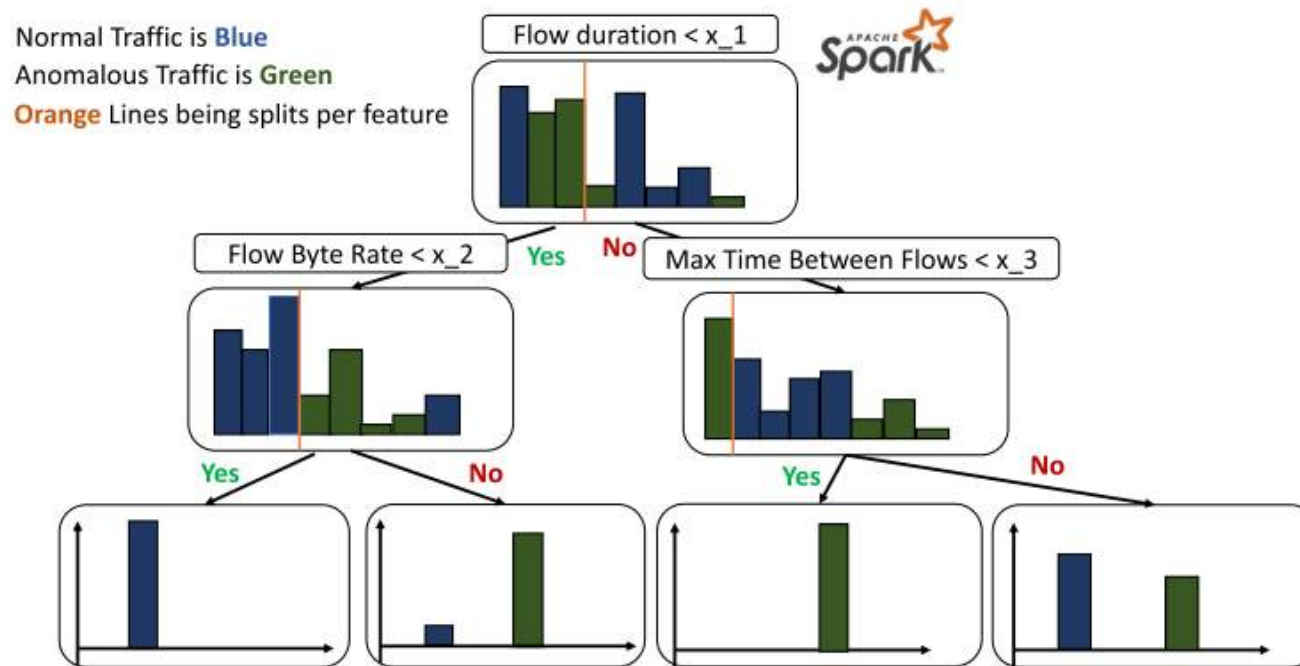 Normal Traffic is Blue
Anomalous Traffic is Green
Orange Lines being splits per feature
Flow duration < x_1
APACHE
Spark™
Flow Byte Rate < x_2
Yes
No
Max Time Between Flows < x_3
Yes
No
Yes
No